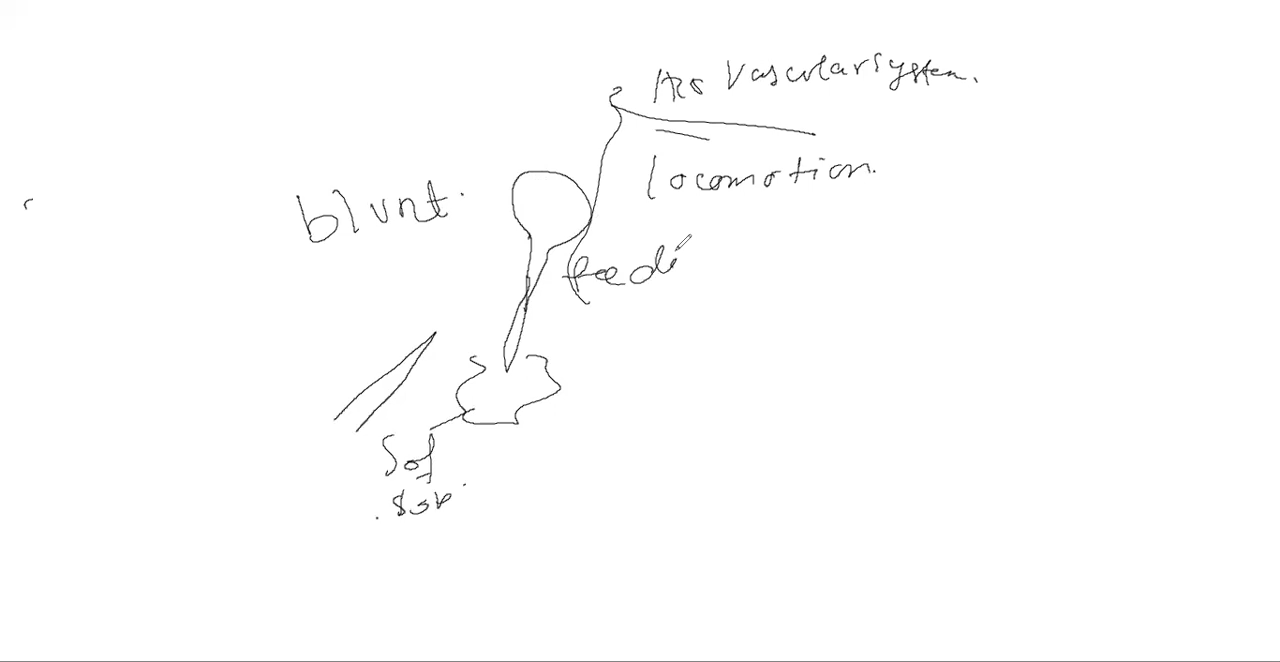 Vascular system.
locomotion.
blunt.
feedi
Sof